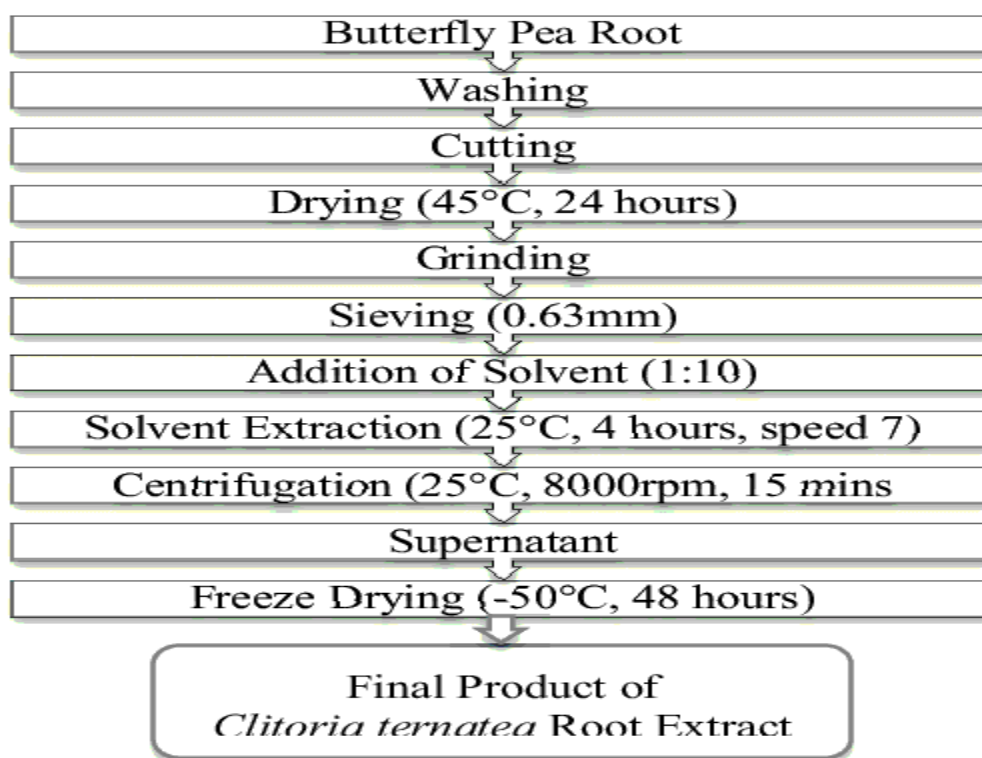 Butterfly Pea Root
Washing
Cutting
Drying (45°C, 24 hours)
Grinding
Sieving (0.63mm)
Addition of Solvent (1:10)
Solvent Extraction (25°C, 4 hours, speed 7)
Centrifugation (25°C, 8000rpm, 15 mins
Supernatant
Freeze Drying (-50°C, 48 hours)
Final Product of
Clitoria ternatea Root Extract